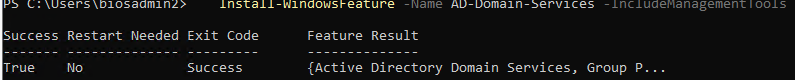 PS C:\Users\biosadmin2> Install-WindowsFeature -Name AD-Domain-Services -IncludeManagementTools
Success Restart Needed Exit Code Feature Result
------- -------------- --------- --------------
True No Success {Active Directory Domain Services, Group P...